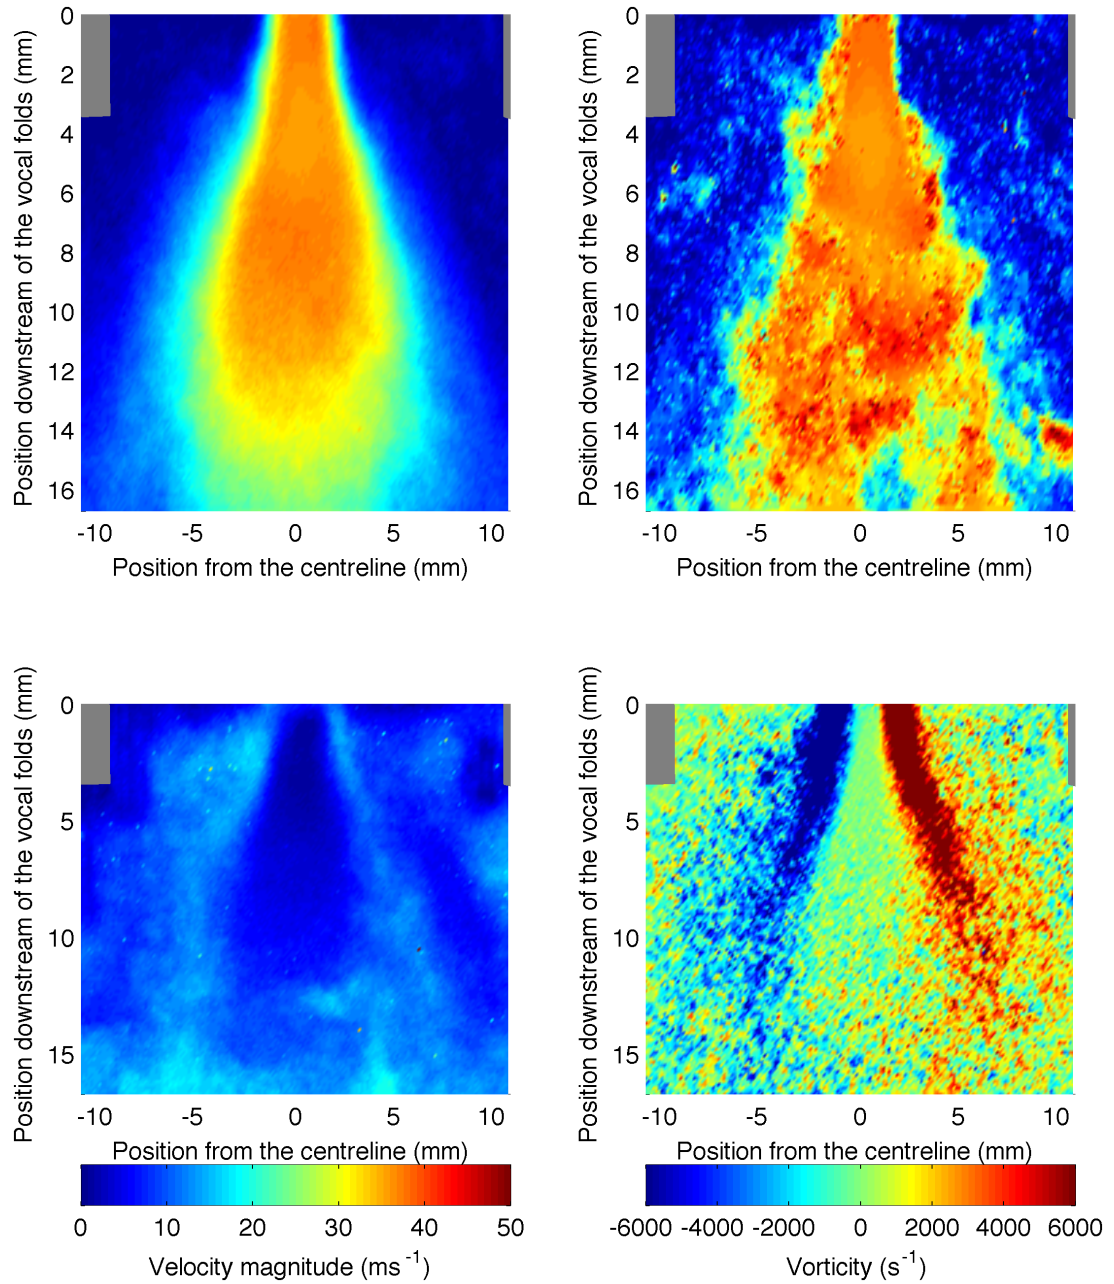 0
2
4
6
8
10
12
14
16
Position downstream of the vocal folds (mm)
-10 -5 0 5 10
Position from the centreline (mm)
0
2
4
6
8
10
12
14
16
Position downstream of the vocal folds (mm)
-10 -5 0 5 10
Position from the centreline (mm)
0
5
10
15
Position downstream of the vocal folds (mm)
-10 -5 0 5 10
Position from the centreline (mm)
0 10 20 30 40 50
Velocity magnitude (ms⁻¹)
0
5
10
15
Position downstream of the vocal folds (mm)
-10 -5 0 5 10
Position from the centreline (mm)
-6000 -4000 -2000 0 2000 4000 6000
Vorticity (s⁻¹)